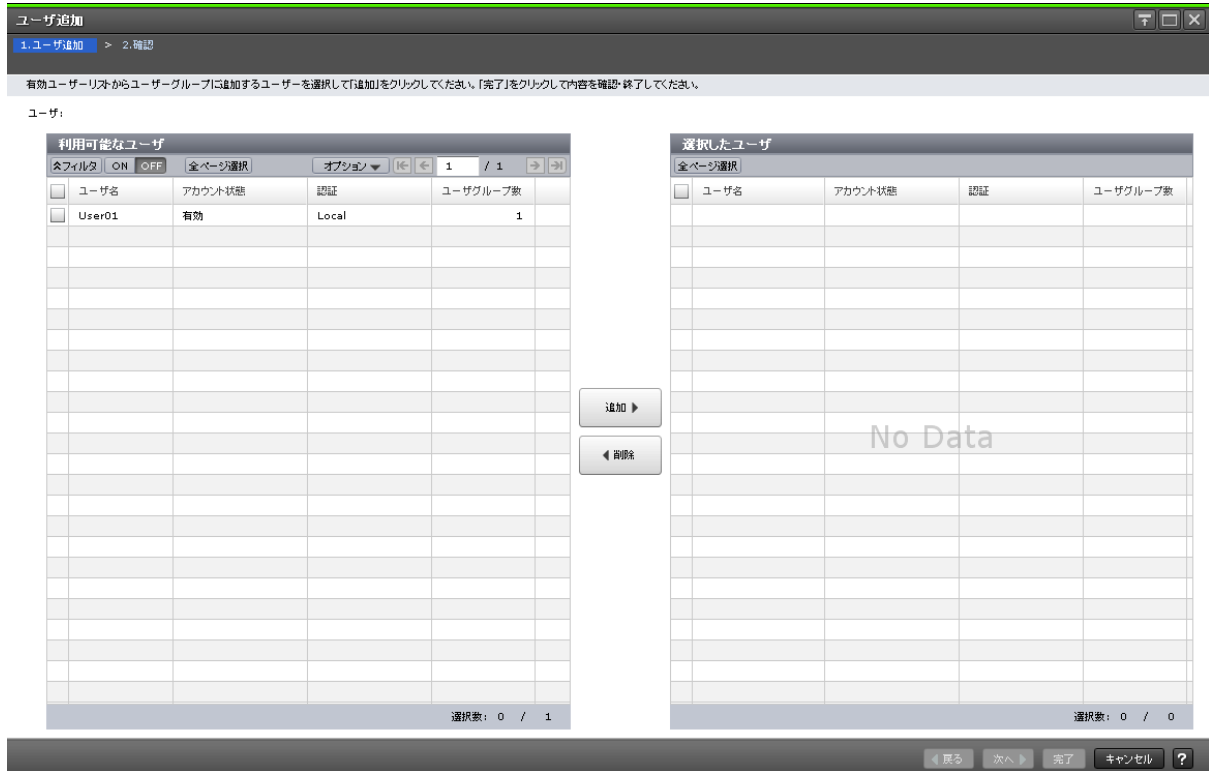 ユーザ追加
1.ユーザ追加 > 2.確認
有効ユーザーリストからユーザーグループに追加するユーザーを選択して「追加」をクリックしてください。「完了」をクリックして内容を確認・終了してください。
ユーザ:
利用可能なユーザ
フィルタ ON OFF 全ページ選択 オプション 1 / 1
ユーザ名 アカウント状態 認証 ユーザグループ数
User01 有効 Local 1
選択数: 0 / 1
追加
削除
選択したユーザ
全ページ選択
ユーザ名 アカウント状態 認証 ユーザグループ数
No Data
選択数: 0 / 0
戻る 次へ 完了 キャンセル ?